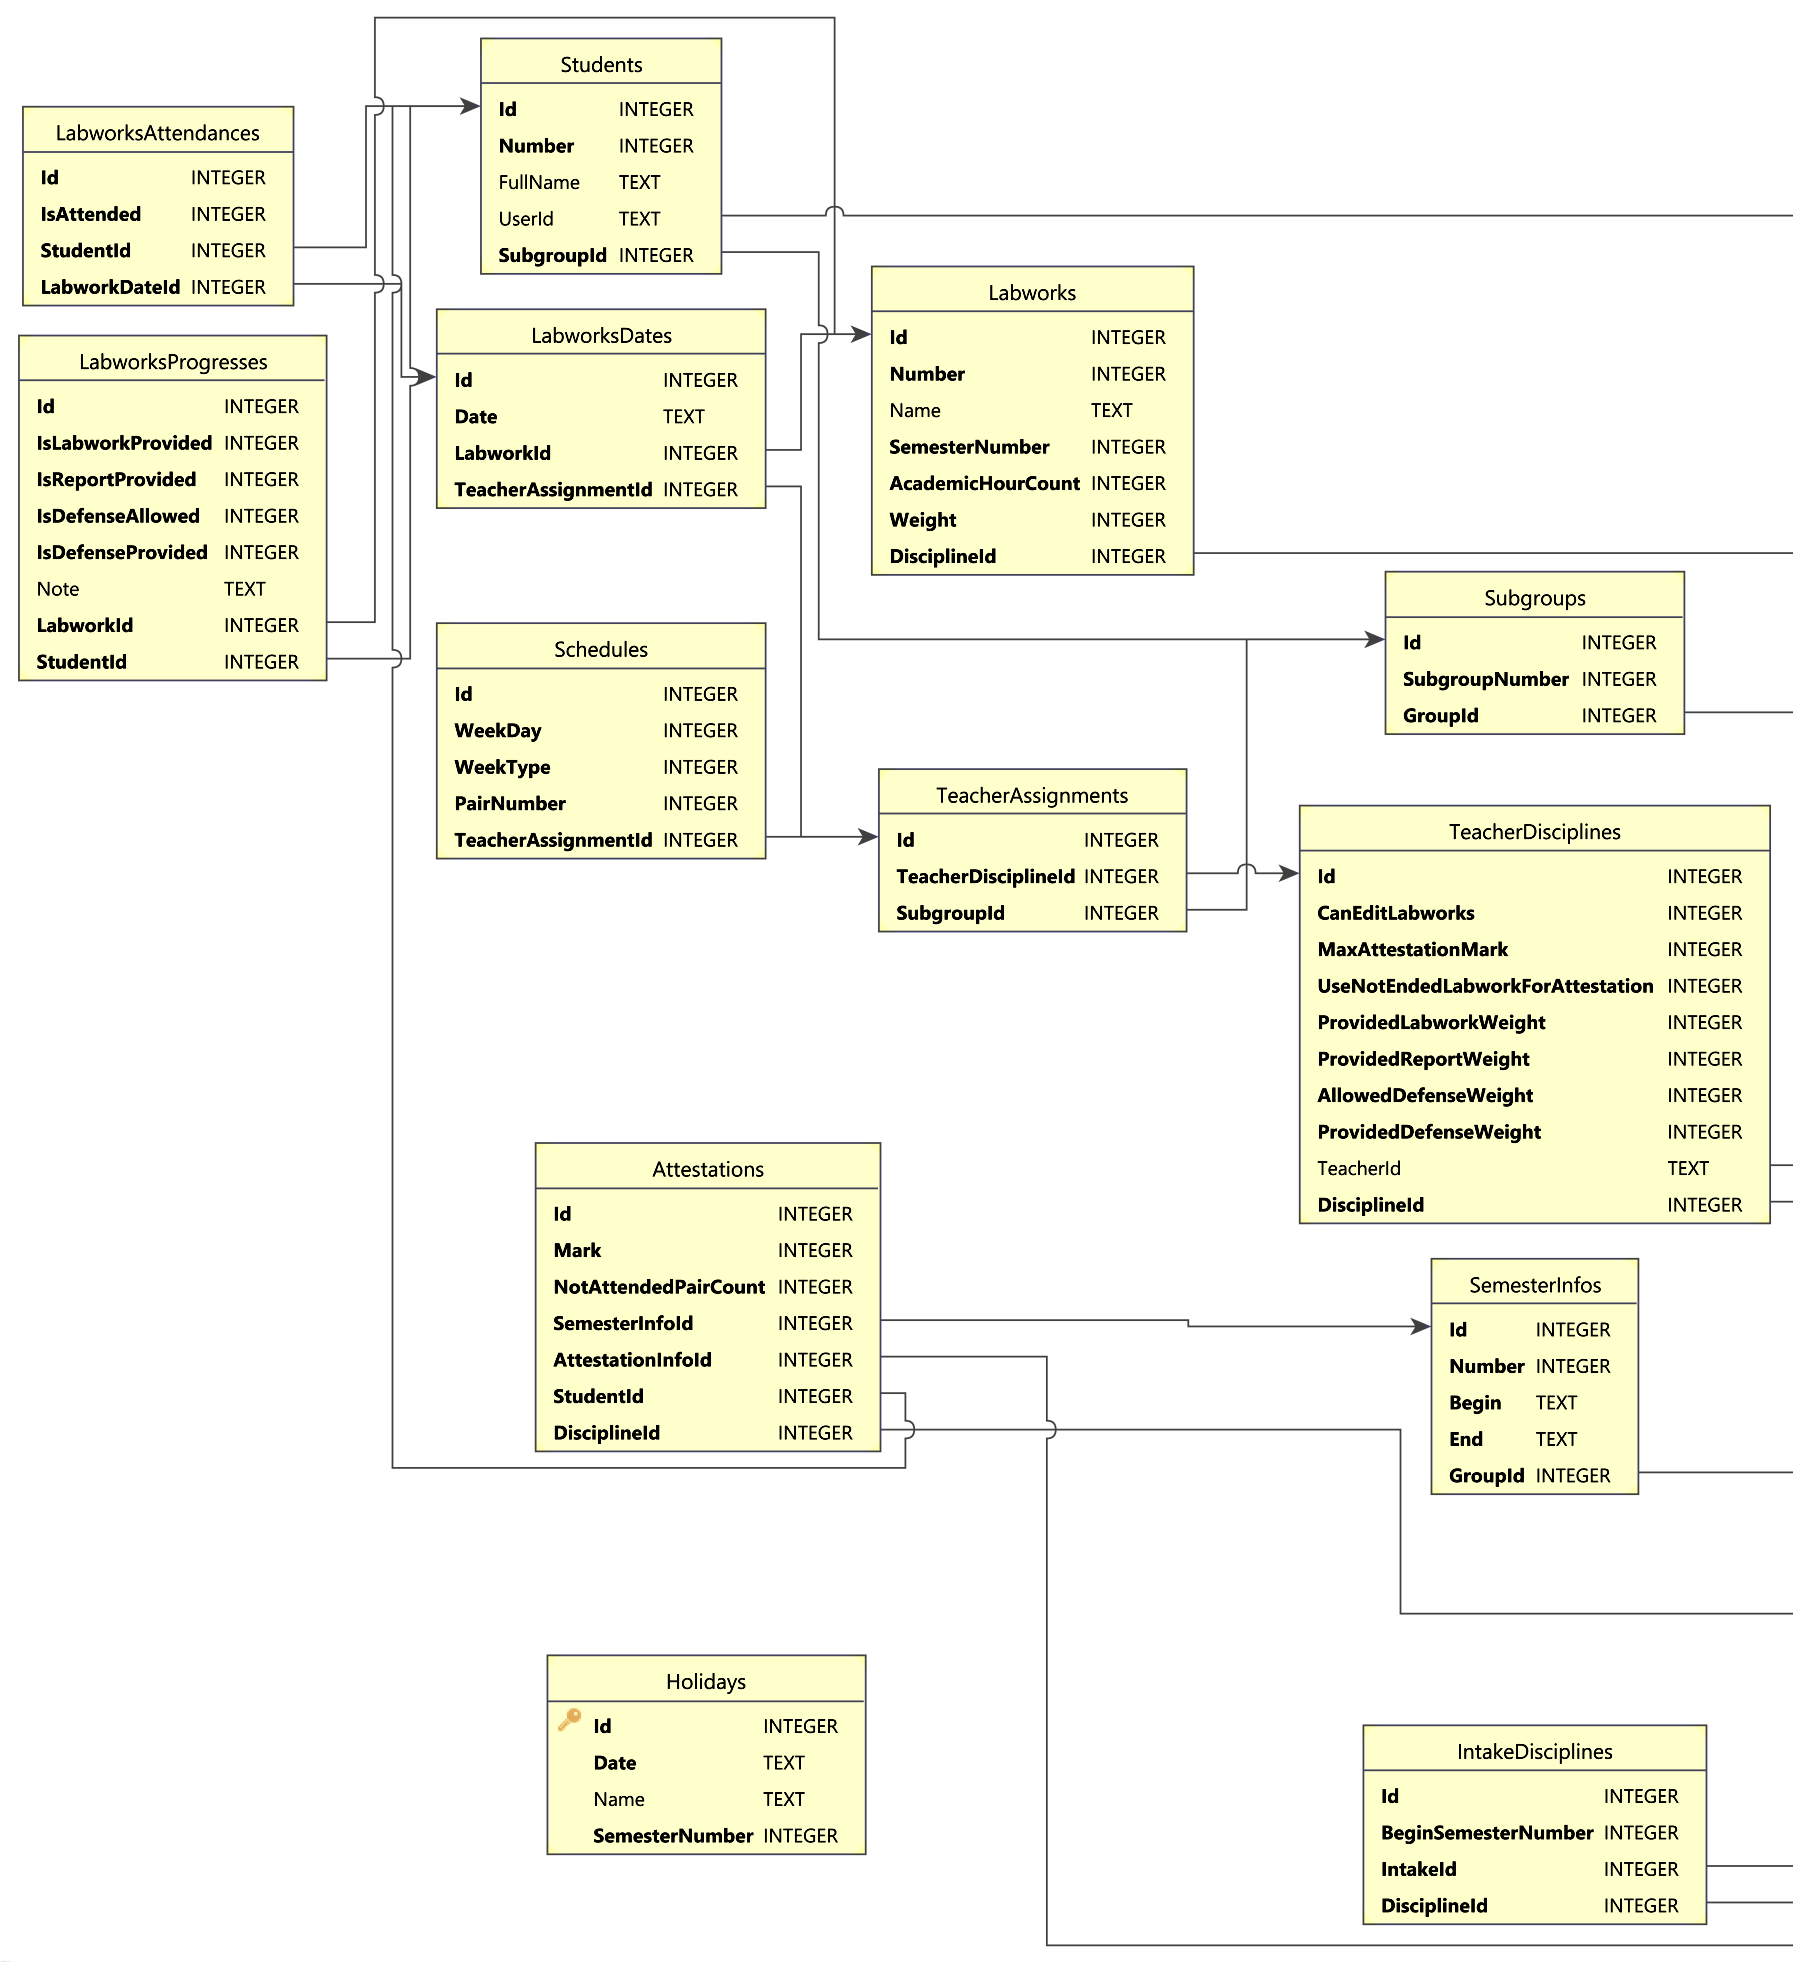 Students
Id INTEGER
Number INTEGER
FullName TEXT
UserId TEXT
SubgroupId INTEGER
LabworksAttendances
Id INTEGER
IsAttended INTEGER
StudentId INTEGER
LabworkDateId INTEGER
Labworks
Id INTEGER
Number INTEGER
Name TEXT
SemesterNumber INTEGER
AcademicHourCount INTEGER
Weight INTEGER
DisciplineId INTEGER
LabworksDates
Id INTEGER
Date TEXT
LabworkId INTEGER
TeacherAssignmentId INTEGER
LabworksProgresses
Id INTEGER
IsLabworkProvided INTEGER
IsReportProvided INTEGER
IsDefenseAllowed INTEGER
IsDefenseProvided INTEGER
Note TEXT
LabworkId INTEGER
StudentId INTEGER
Subgroups
Id INTEGER
SubgroupNumber INTEGER
GroupId INTEGER
Schedules
Id INTEGER
WeekDay INTEGER
WeekType INTEGER
PairNumber INTEGER
TeacherAssignmentId INTEGER
TeacherAssignments
Id INTEGER
TeacherDisciplineId INTEGER
SubgroupId INTEGER
TeacherDisciplines
Id INTEGER
CanEditLabworks INTEGER
MaxAttestationMark INTEGER
UseNotEndedLabworkForAttestation INTEGER
ProvidedLabworkWeight INTEGER
ProvidedReportWeight INTEGER
AllowedDefenseWeight INTEGER
ProvidedDefenseWeight INTEGER
TeacherId TEXT
DisciplineId INTEGER
Attestations
Id INTEGER
Mark INTEGER
NotAttendedPairCount INTEGER
SemesterInfoId INTEGER
AttestationInfoId INTEGER
StudentId INTEGER
DisciplineId INTEGER
SemesterInfos
Id INTEGER
Number INTEGER
Begin TEXT
End TEXT
GroupId INTEGER
Holidays
Id INTEGER
Date TEXT
Name TEXT
SemesterNumber INTEGER
IntakeDisciplines
Id INTEGER
BeginSemesterNumber INTEGER
IntakeId INTEGER
DisciplineId INTEGER